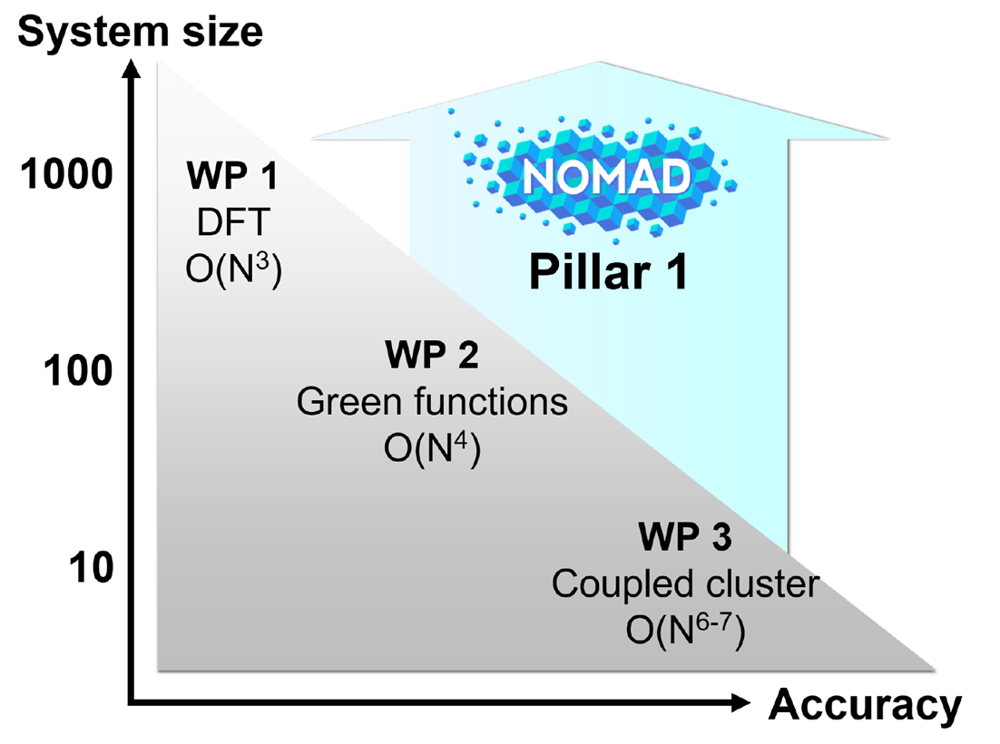 System size
1000
WP 1
DFT
O(N³)
NOMAD
Pillar 1
100
WP 2
Green functions
O(N⁴)
10
WP 3
Coupled cluster
O(N⁶⁻⁷)
Accuracy